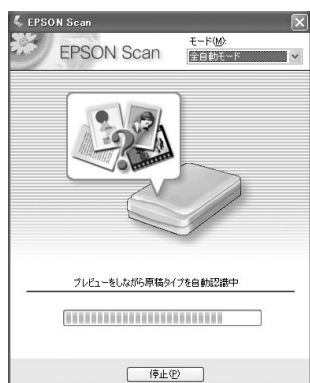 EPSON Scan
EPSON Scan
モード(M):
全自動モード
?
プレビューをしながら原稿タイプを自動認識中
停止(P)